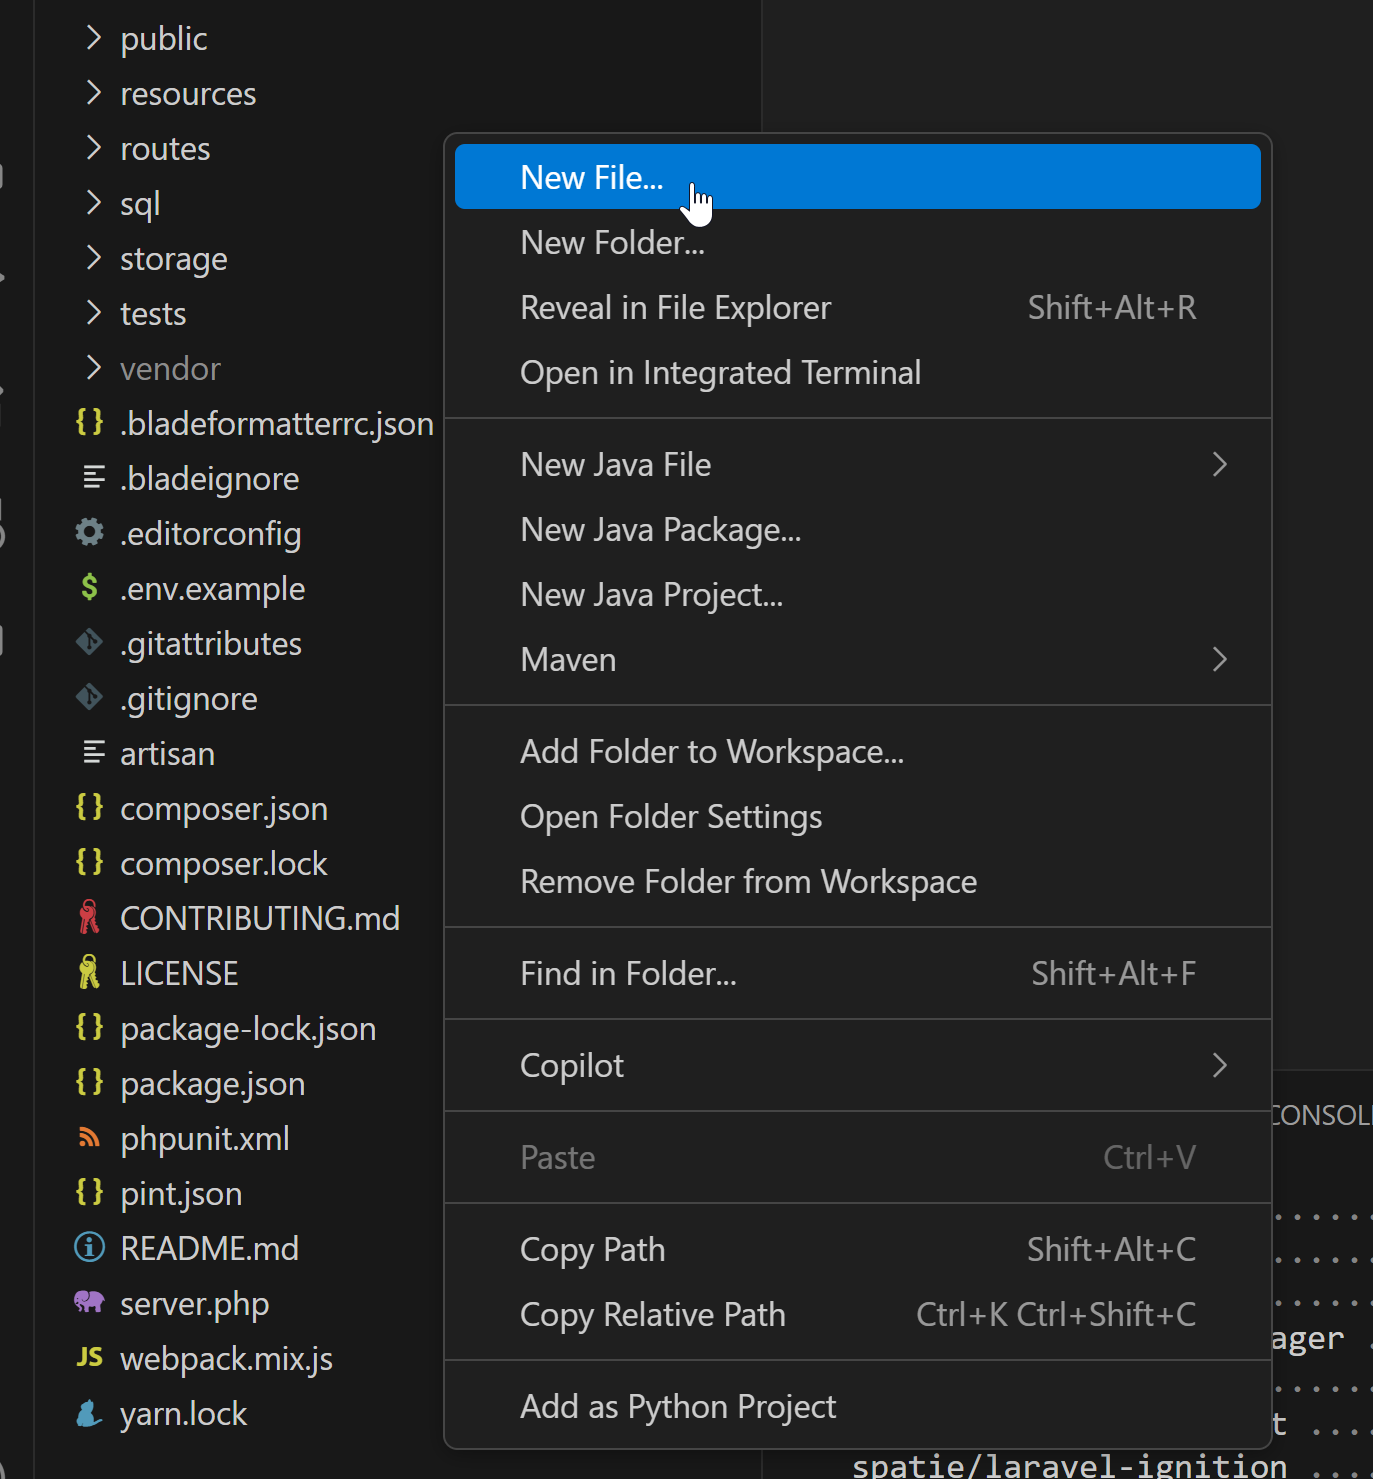 public
resources
routes
sql
storage
tests
vendor
.bladeformatterrc.json
.bladeignore
.editorconfig
.env.example
.gitattributes
.gitignore
artisan
composer.json
composer.lock
CONTRIBUTING.md
LICENSE
package-lock.json
package.json
phpunit.xml
pint.json
README.md
server.php
webpack.mix.js
yarn.lock
New File...
New Folder...
Reveal in File Explorer Shift+Alt+R
Open in Integrated Terminal
New Java File
New Java Package...
New Java Project...
Maven
Add Folder to Workspace...
Open Folder Settings
Remove Folder from Workspace
Find in Folder... Shift+Alt+F
Copilot
Paste Ctrl+V
Copy Path Shift+Alt+C
Copy Relative Path Ctrl+K Ctrl+Shift+C
Add as Python Project
CONSOL
ager
t ....
spatie/laravel-ignition ....